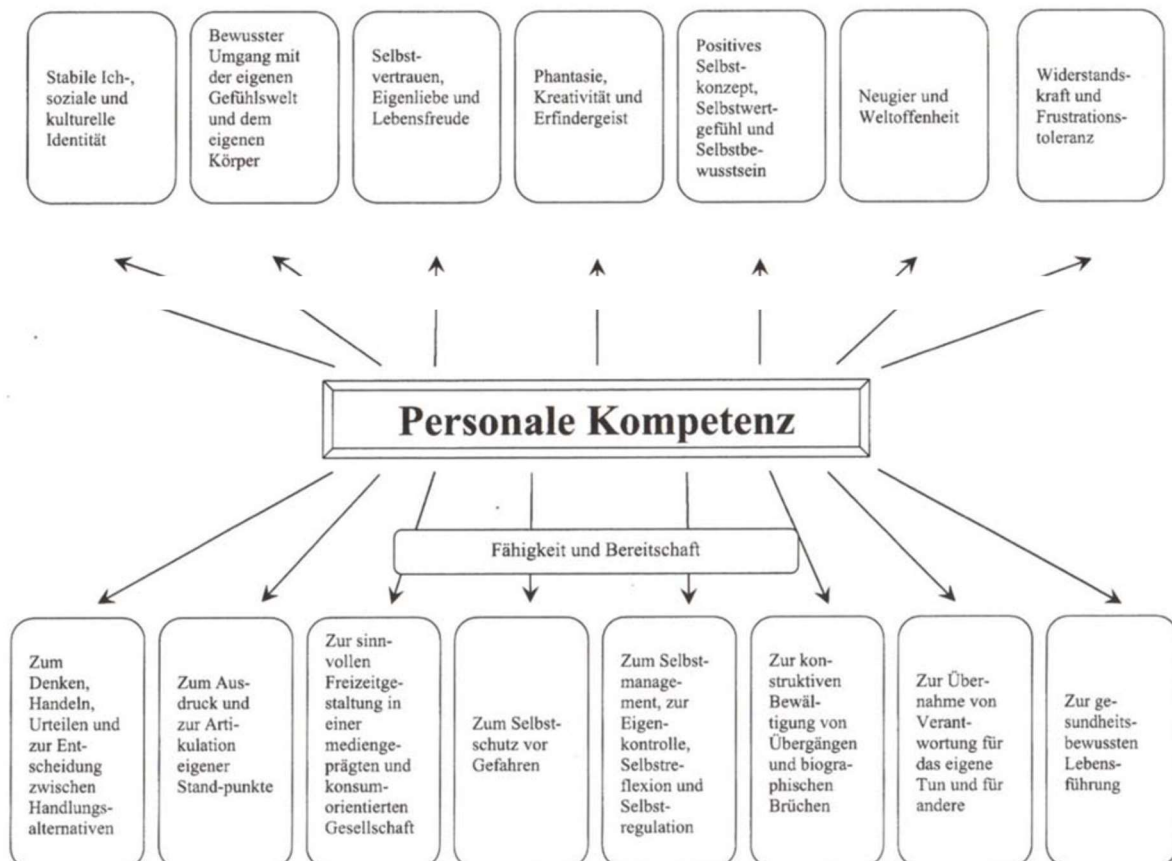 Stabile Ich-,
soziale und
kulturelle
Identität
Bewusster
Umgang mit
der eigenen
Gefühlswelt
und dem
eigenen
Körper
Selbst-
vertrauen,
Eigenliebe und
Lebensfreude
Phantasie,
Kreativität und
Erfindergeist
Positives
Selbst-
konzept,
Selbstwert-
gefühl und
Selbstbe-
wusstsein
Neugier und
Weltoffenheit
Widerstands-
kraft und
Frustrations-
toleranz
Personale Kompetenz
Fähigkeit und Bereitschaft
Zum
Denken,
Handeln,
Urteilen und
zur Ent-
scheidung
zwischen
Handlungs-
alternativen
Zum Aus-
druck und
zur Arti-
kulation
eigener
Stand-punkte
Zur sinn-
vollen
Freizeitge-
staltung in
einer
medienge-
prägten und
konsum-
orientierten
Gesellschaft
Zum Selbst-
schutz vor
Gefahren
Zum Selbst-
manage-
ment, zur
Eigen-
kontrolle,
Selbstre-
flexion und
Selbst-
regulation
Zur kon-
struktiven
Bewäl-
tigung von
Übergängen
und biogra-
phischen
Brüchen
Zur Über-
nahme von
Verant-
wortung für
das eigene
Tun und für
andere
Zur ge-
sundheits-
bewussten
Lebens-
führung